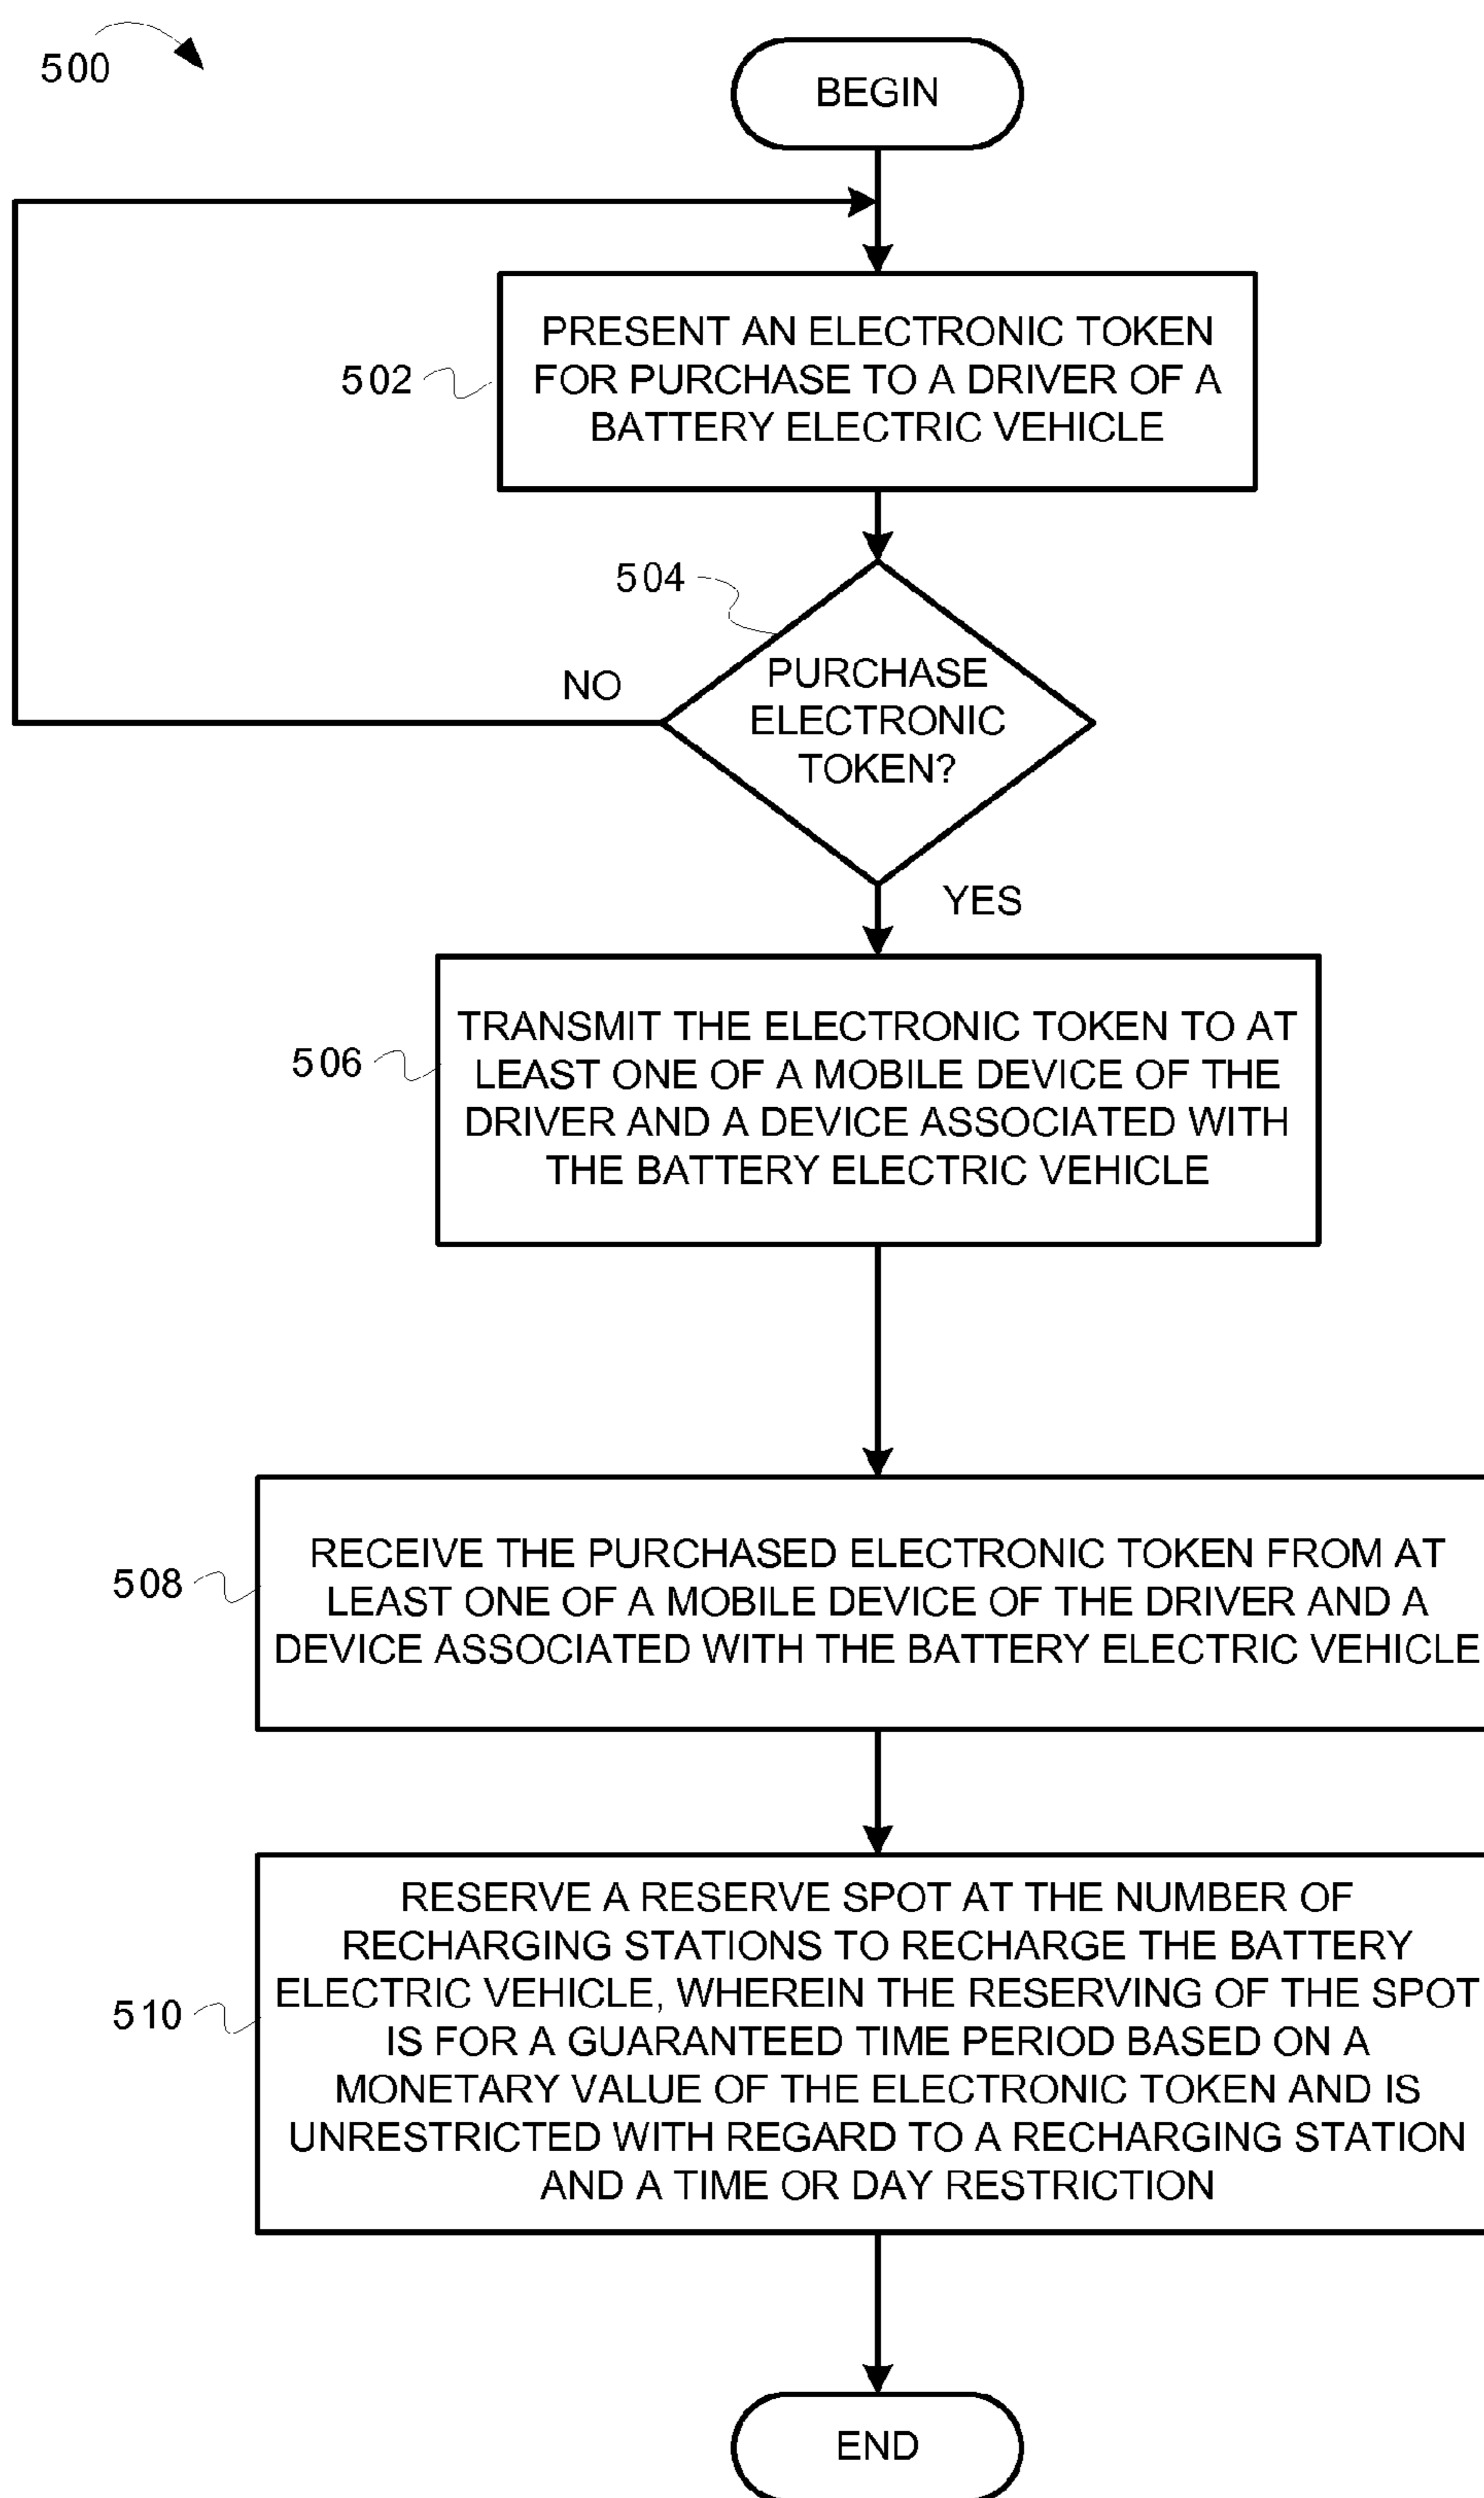 500
BEGIN
PRESENT AN ELECTRONIC TOKEN
FOR PURCHASE TO A DRIVER OF A
BATTERY ELECTRIC VEHICLE
502
504
PURCHASE
ELECTRONIC
TOKEN?
NO
YES
TRANSMIT THE ELECTRONIC TOKEN TO AT
LEAST ONE OF A MOBILE DEVICE OF THE
DRIVER AND A DEVICE ASSOCIATED WITH
THE BATTERY ELECTRIC VEHICLE
506
RECEIVE THE PURCHASED ELECTRONIC TOKEN FROM AT
LEAST ONE OF A MOBILE DEVICE OF THE DRIVER AND A
DEVICE ASSOCIATED WITH THE BATTERY ELECTRIC VEHICLE
508
RESERVE A RESERVE SPOT AT THE NUMBER OF
RECHARGING STATIONS TO RECHARGE THE BATTERY
ELECTRIC VEHICLE, WHEREIN THE RESERVING OF THE SPOT
IS FOR A GUARANTEED TIME PERIOD BASED ON A
MONETARY VALUE OF THE ELECTRONIC TOKEN AND IS
UNRESTRICTED WITH REGARD TO A RECHARGING STATION
AND A TIME OR DAY RESTRICTION
510
END